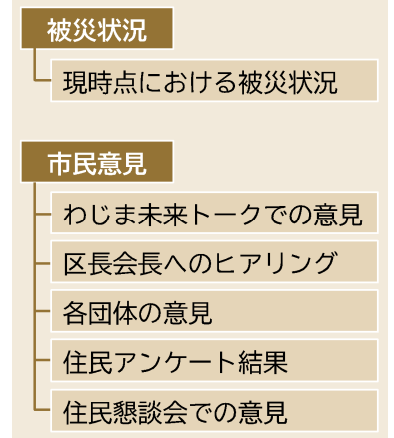 被災状況
現時点における被災状況
市民意見
わじま未来トークでの意見
区長会長へのヒアリング
各団体の意見
住民アンケート結果
住民懇談会での意見